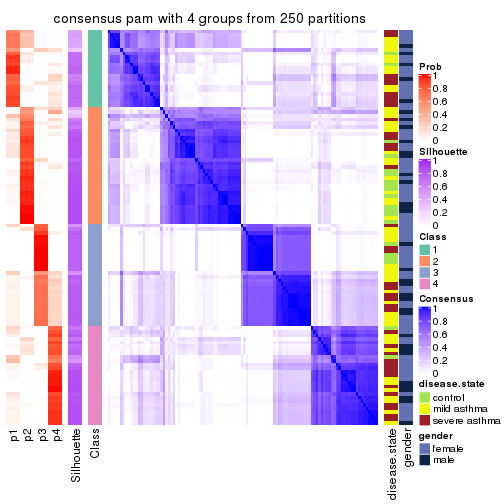 consensus pam with 4 groups from 250 partitions
Prob
1
0.8
0.6
0.4
0.2
0
Silhouette
1
0.8
0.6
0.4
0.2
0
Class
1
2
3
4
Consensus
1
0.8
0.6
0.4
0.2
0
disease.state
control
mild asthma
severe asthma
gender
female
male
p1
p2
p3
p4
Silhouette
Class
disease.state
gender